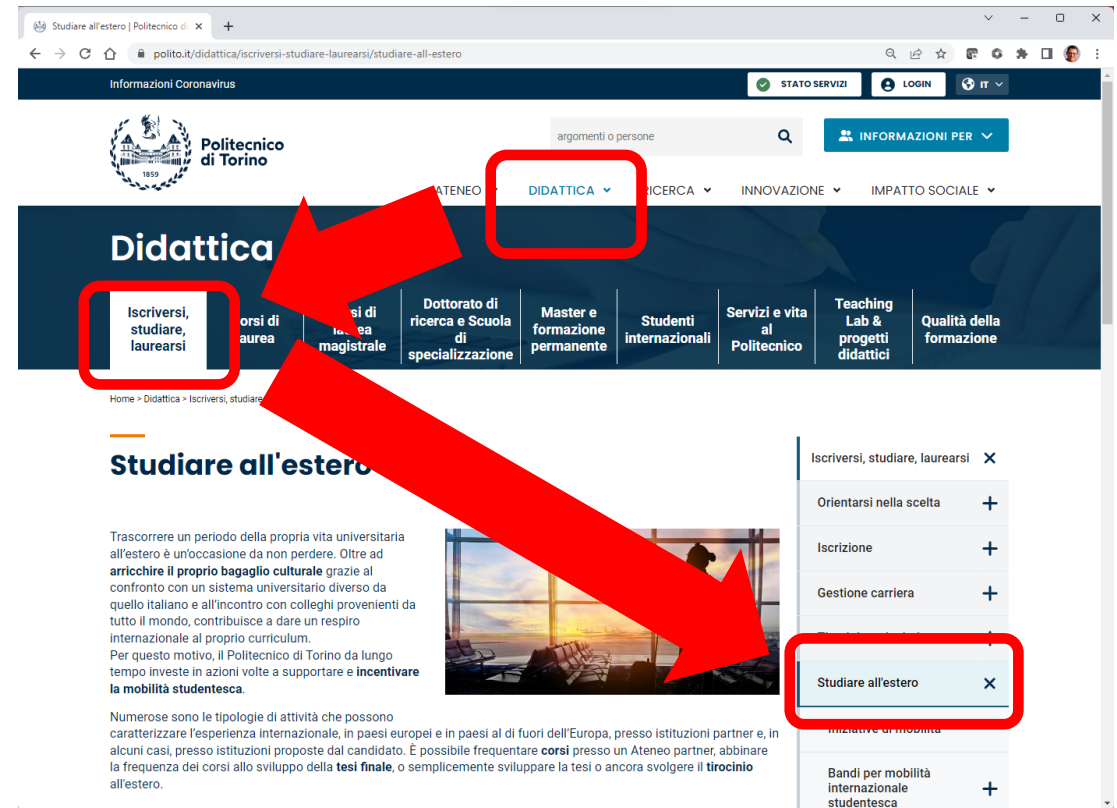 Studiare all'estero | Politecnico d
polito.it/didattica/iscriversi-studiare-laurearsi/studiare-all-estero
Informazioni Coronavirus
STATO SERVIZI
LOGIN
IT
1859
Politecnico
di Torino
argomenti o persone
INFORMAZIONI PER
ATENEO
DIDATTICA
RICERCA
INNOVAZIONE
IMPATTO SOCIALE
Didattica
Iscriversi,
studiare,
laurearsi
magistrale
Dottorato di
ricerca e Scuola
di
specializzazione
Master e
formazione
permanente
Studenti
internazionali
Servizi e vita
al
Politecnico
Teaching
Lab &
progetti
didattici
Qualità della
formazione
Home > Didattica > Iscriversi, studiare
Studiare all'estero
Trascorrere un periodo della propria vita universitaria
all'estero è un'occasione da non perdere. Oltre ad
arricchire il proprio bagaglio culturale grazie al
confronto con un sistema universitario diverso da
quello italiano e all'incontro con colleghi provenienti da
tutto il mondo, contribuisce a dare un respiro
internazionale al proprio curriculum.
Per questo motivo, il Politecnico di Torino da lungo
tempo investe in azioni volte a supportare e incentivare
la mobilità studentesca.
Numerose sono le tipologie di attività che possono
caratterizzare l'esperienza internazionale, in paesi europei e in paesi al di fuori dell'Europa, presso istituzioni partner e, in
alcuni casi, presso istituzioni proposte dal candidato. È possibile frequentare corsi presso un Ateneo partner, abbinare
la frequenza dei corsi allo sviluppo della tesi finale, o semplicemente sviluppare la tesi o ancora svolgere il tirocinio
all'estero.
Iscriversi, studiare, laurearsi
Orientarsi nella scelta
Iscrizione
Gestione carriera
Studiare all'estero
Iniziative di mobilità
Bandi per mobilità
internazionale
studentesca